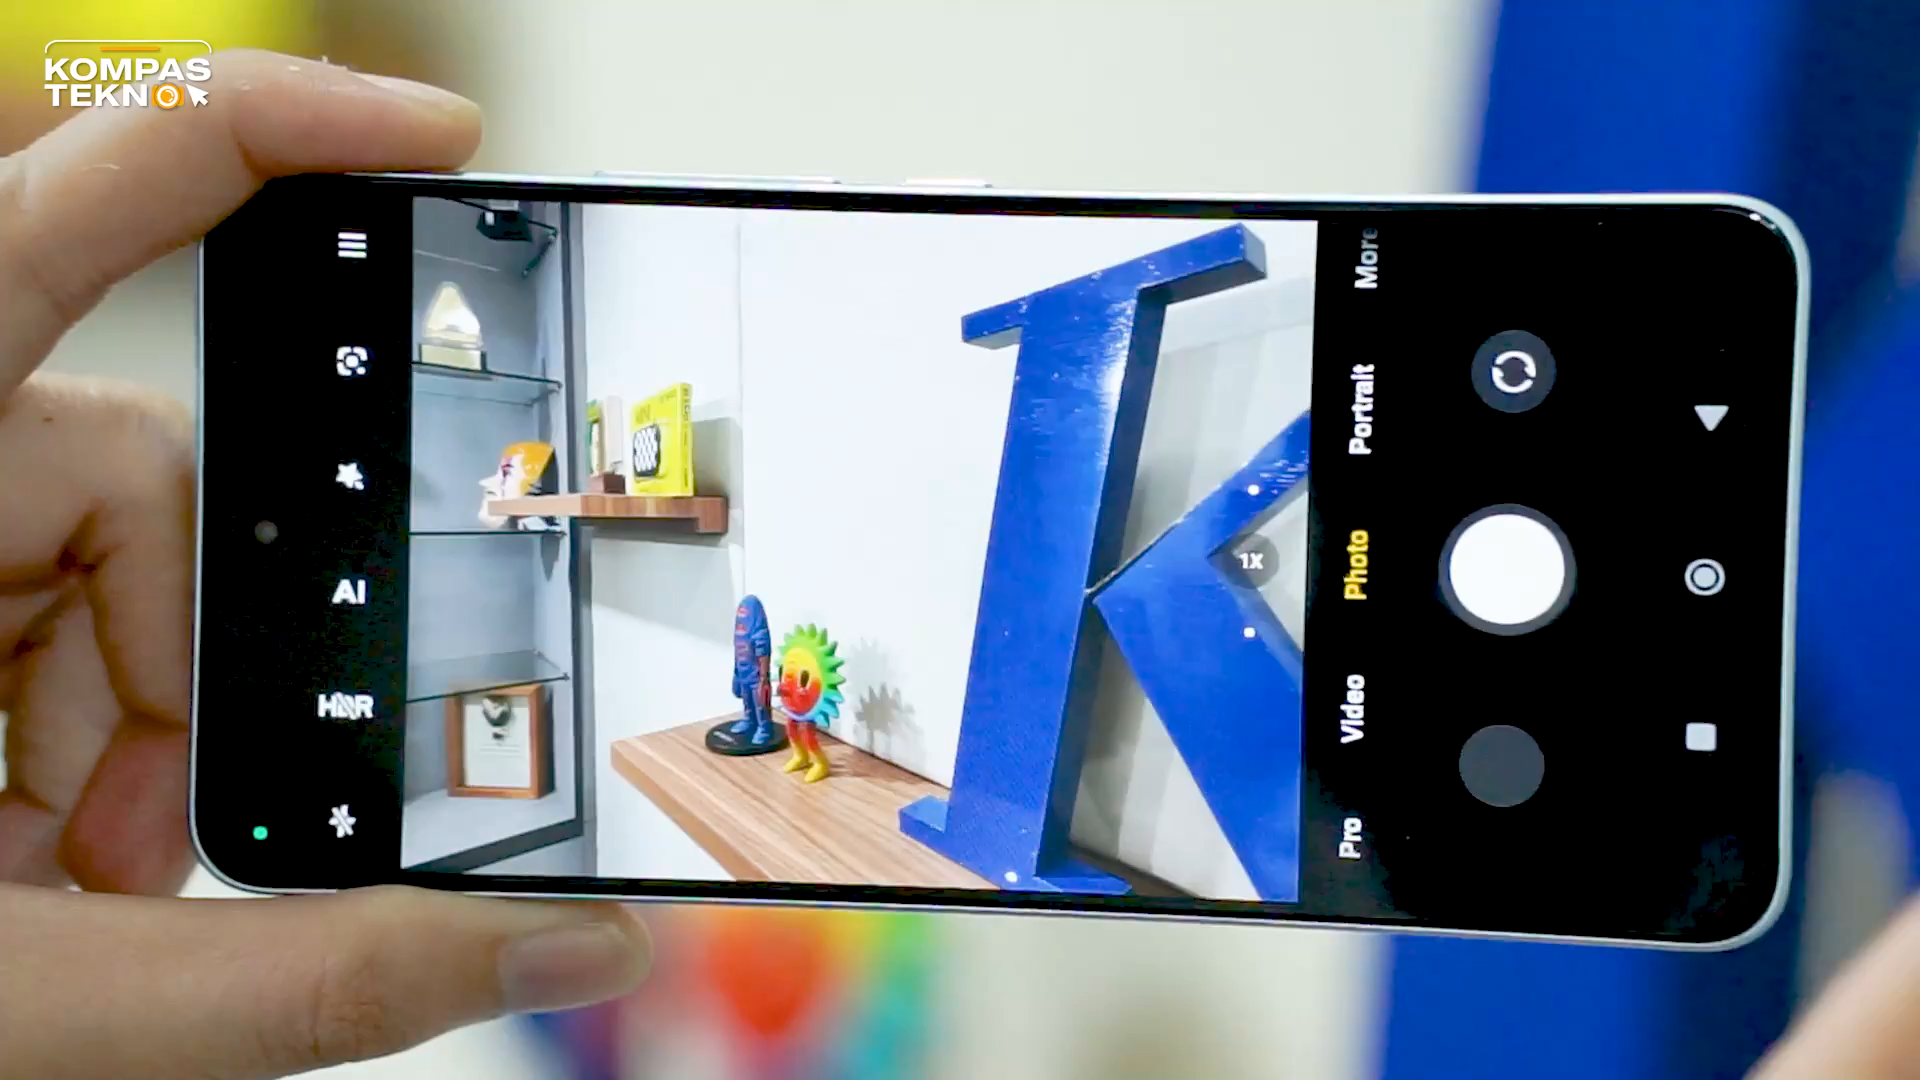 KOMPAS
TEKNO
AI
HDR
1X
More
Portrait
Photo
Video
Pro